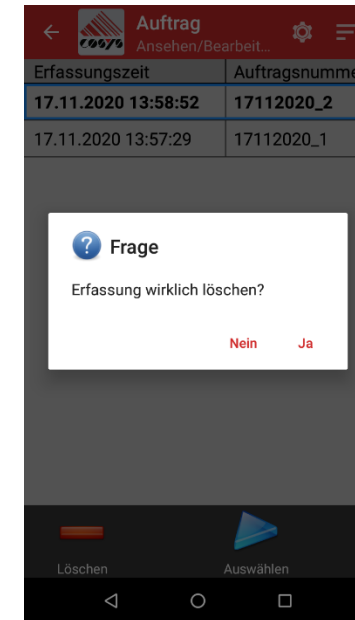 Auftrag
COSYS
Ansehen/Bearbeit...
Erfassungszeit Auftragsnumme
17.11.2020 13:58:52 17112020_2
17.11.2020 13:57:29 17112020_1
? Frage
Erfassung wirklich löschen?
Nein Ja
Löschen Auswählen